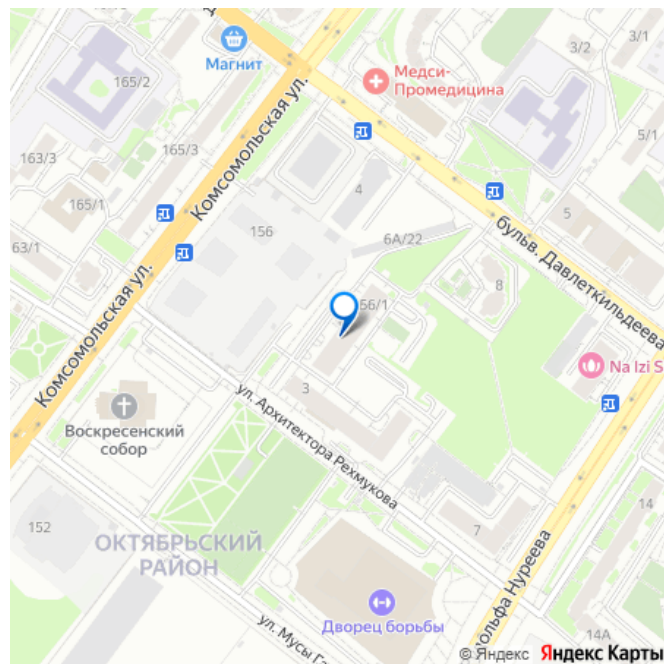 3/1
3/2
Магнит
165/2
Медси-
Промедицина
Комсомольская ул.
5/1
165/3
163/3
4
165/1
5
156
6А/22
бульв. Давлеткильдеева
63/1
8
56/1
Комсомольская ул.
Na Izi S
3
Воскресенский
собор
ул. Архитектора Рехмукова
14
152
7
ОКТЯБРЬСКИЙ
РАЙОН
ольфа Нуреева
Дворец борьбы
14А
ул. Мусы Га
© Яндекс Яндекс Карты